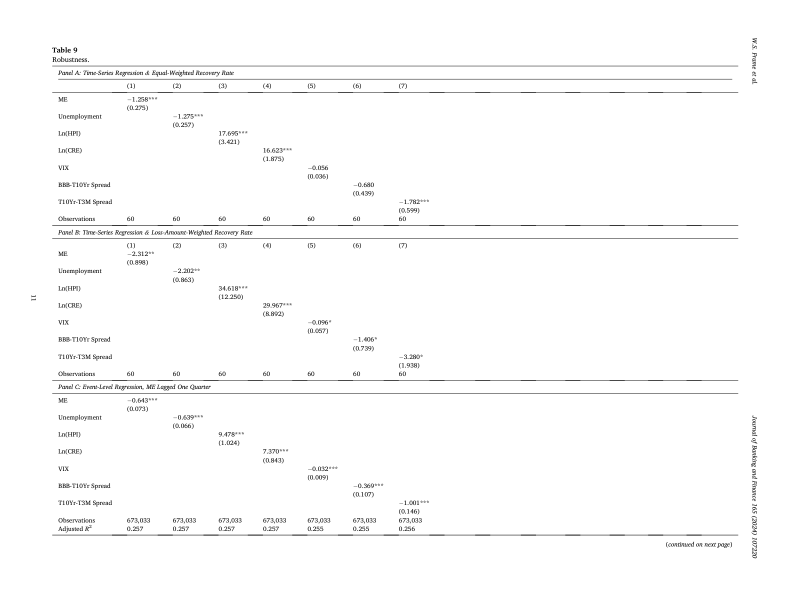 Table 9
Robustness.
Panel A: Time-Series Regression & Equal-Weighted Recovery Rate
(1) (2) (3) (4) (5) (6) (7)
ME −1.258***
(0.275)
Unemployment −1.275***
(0.257)
Ln(HPI) 17.695***
(3.421)
Ln(CRE) 16.623***
(1.875)
VIX −0.056
(0.036)
BBB-T10Yr Spread −0.680
(0.439)
T10Yr-T3M Spread −1.782***
(0.599)
Observations 60 60 60 60 60 60 60
Panel B: Time-Series Regression & Loss-Amount-Weighted Recovery Rate
(1) (2) (3) (4) (5) (6) (7)
ME −2.312**
(0.898)
Unemployment −2.202**
(0.863)
Ln(HPI) 34.618***
(12.250)
Ln(CRE) 29.967***
(8.892)
VIX −0.096*
(0.057)
BBB-T10Yr Spread −1.406*
(0.739)
T10Yr-T3M Spread −3.280*
(1.938)
Observations 60 60 60 60 60 60 60
Panel C: Event-Level Regression, ME Lagged One Quarter
ME −0.643***
(0.073)
Unemployment −0.639***
(0.066)
Ln(HPI) 9.478***
(1.024)
Ln(CRE) 7.370***
(0.843)
VIX −0.032***
(0.009)
BBB-T10Yr Spread −0.369***
(0.107)
T10Yr-T3M Spread −1.001***
(0.146)
Observations 673,033 673,033 673,033 673,033 673,033 673,033 673,033
Adjusted R² 0.257 0.257 0.257 0.257 0.255 0.255 0.256
(continued on next page)
W.S. Frame et al.
11
Journal of Banking and Finance 165 (2024) 107220